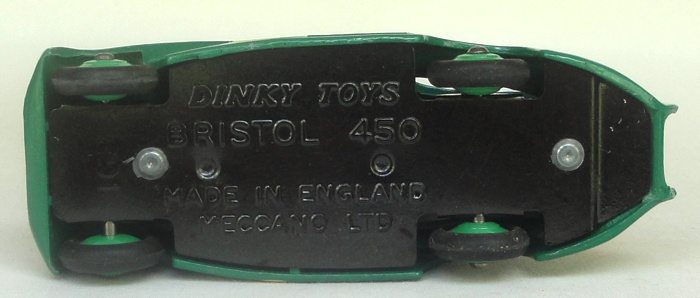 DINKY TOYS
BRISTOL 450
MADE IN ENGLAND
MECCANO LTD